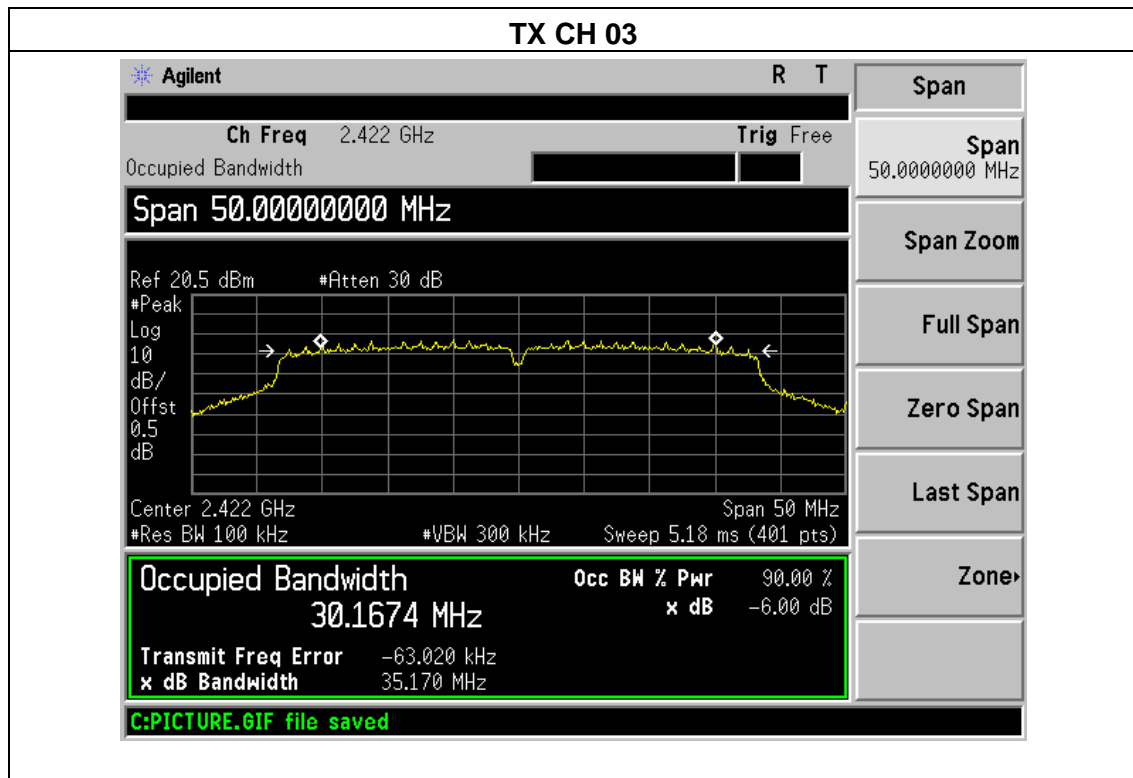 TX CH 03
Agilent R T
Ch Freq 2.422 GHz Trig Free
Occupied Bandwidth
Span 50.00000000 MHz
Ref 20.5 dBm #Atten 30 dB
#Peak
Log
10
dB/
Offst
0.5
dB
Center 2.422 GHz Span 50 MHz
#Res BW 100 kHz #VBW 300 kHz Sweep 5.18 ms (401 pts)
Occupied Bandwidth Occ BW % Pwr 90.00 %
30.1674 MHz x dB -6.00 dB
Transmit Freq Error -63.020 kHz
x dB Bandwidth 35.170 MHz
C:PICTURE.GIF file saved
Span
Span
50.0000000 MHz
Span Zoom
Full Span
Zero Span
Last Span
Zone